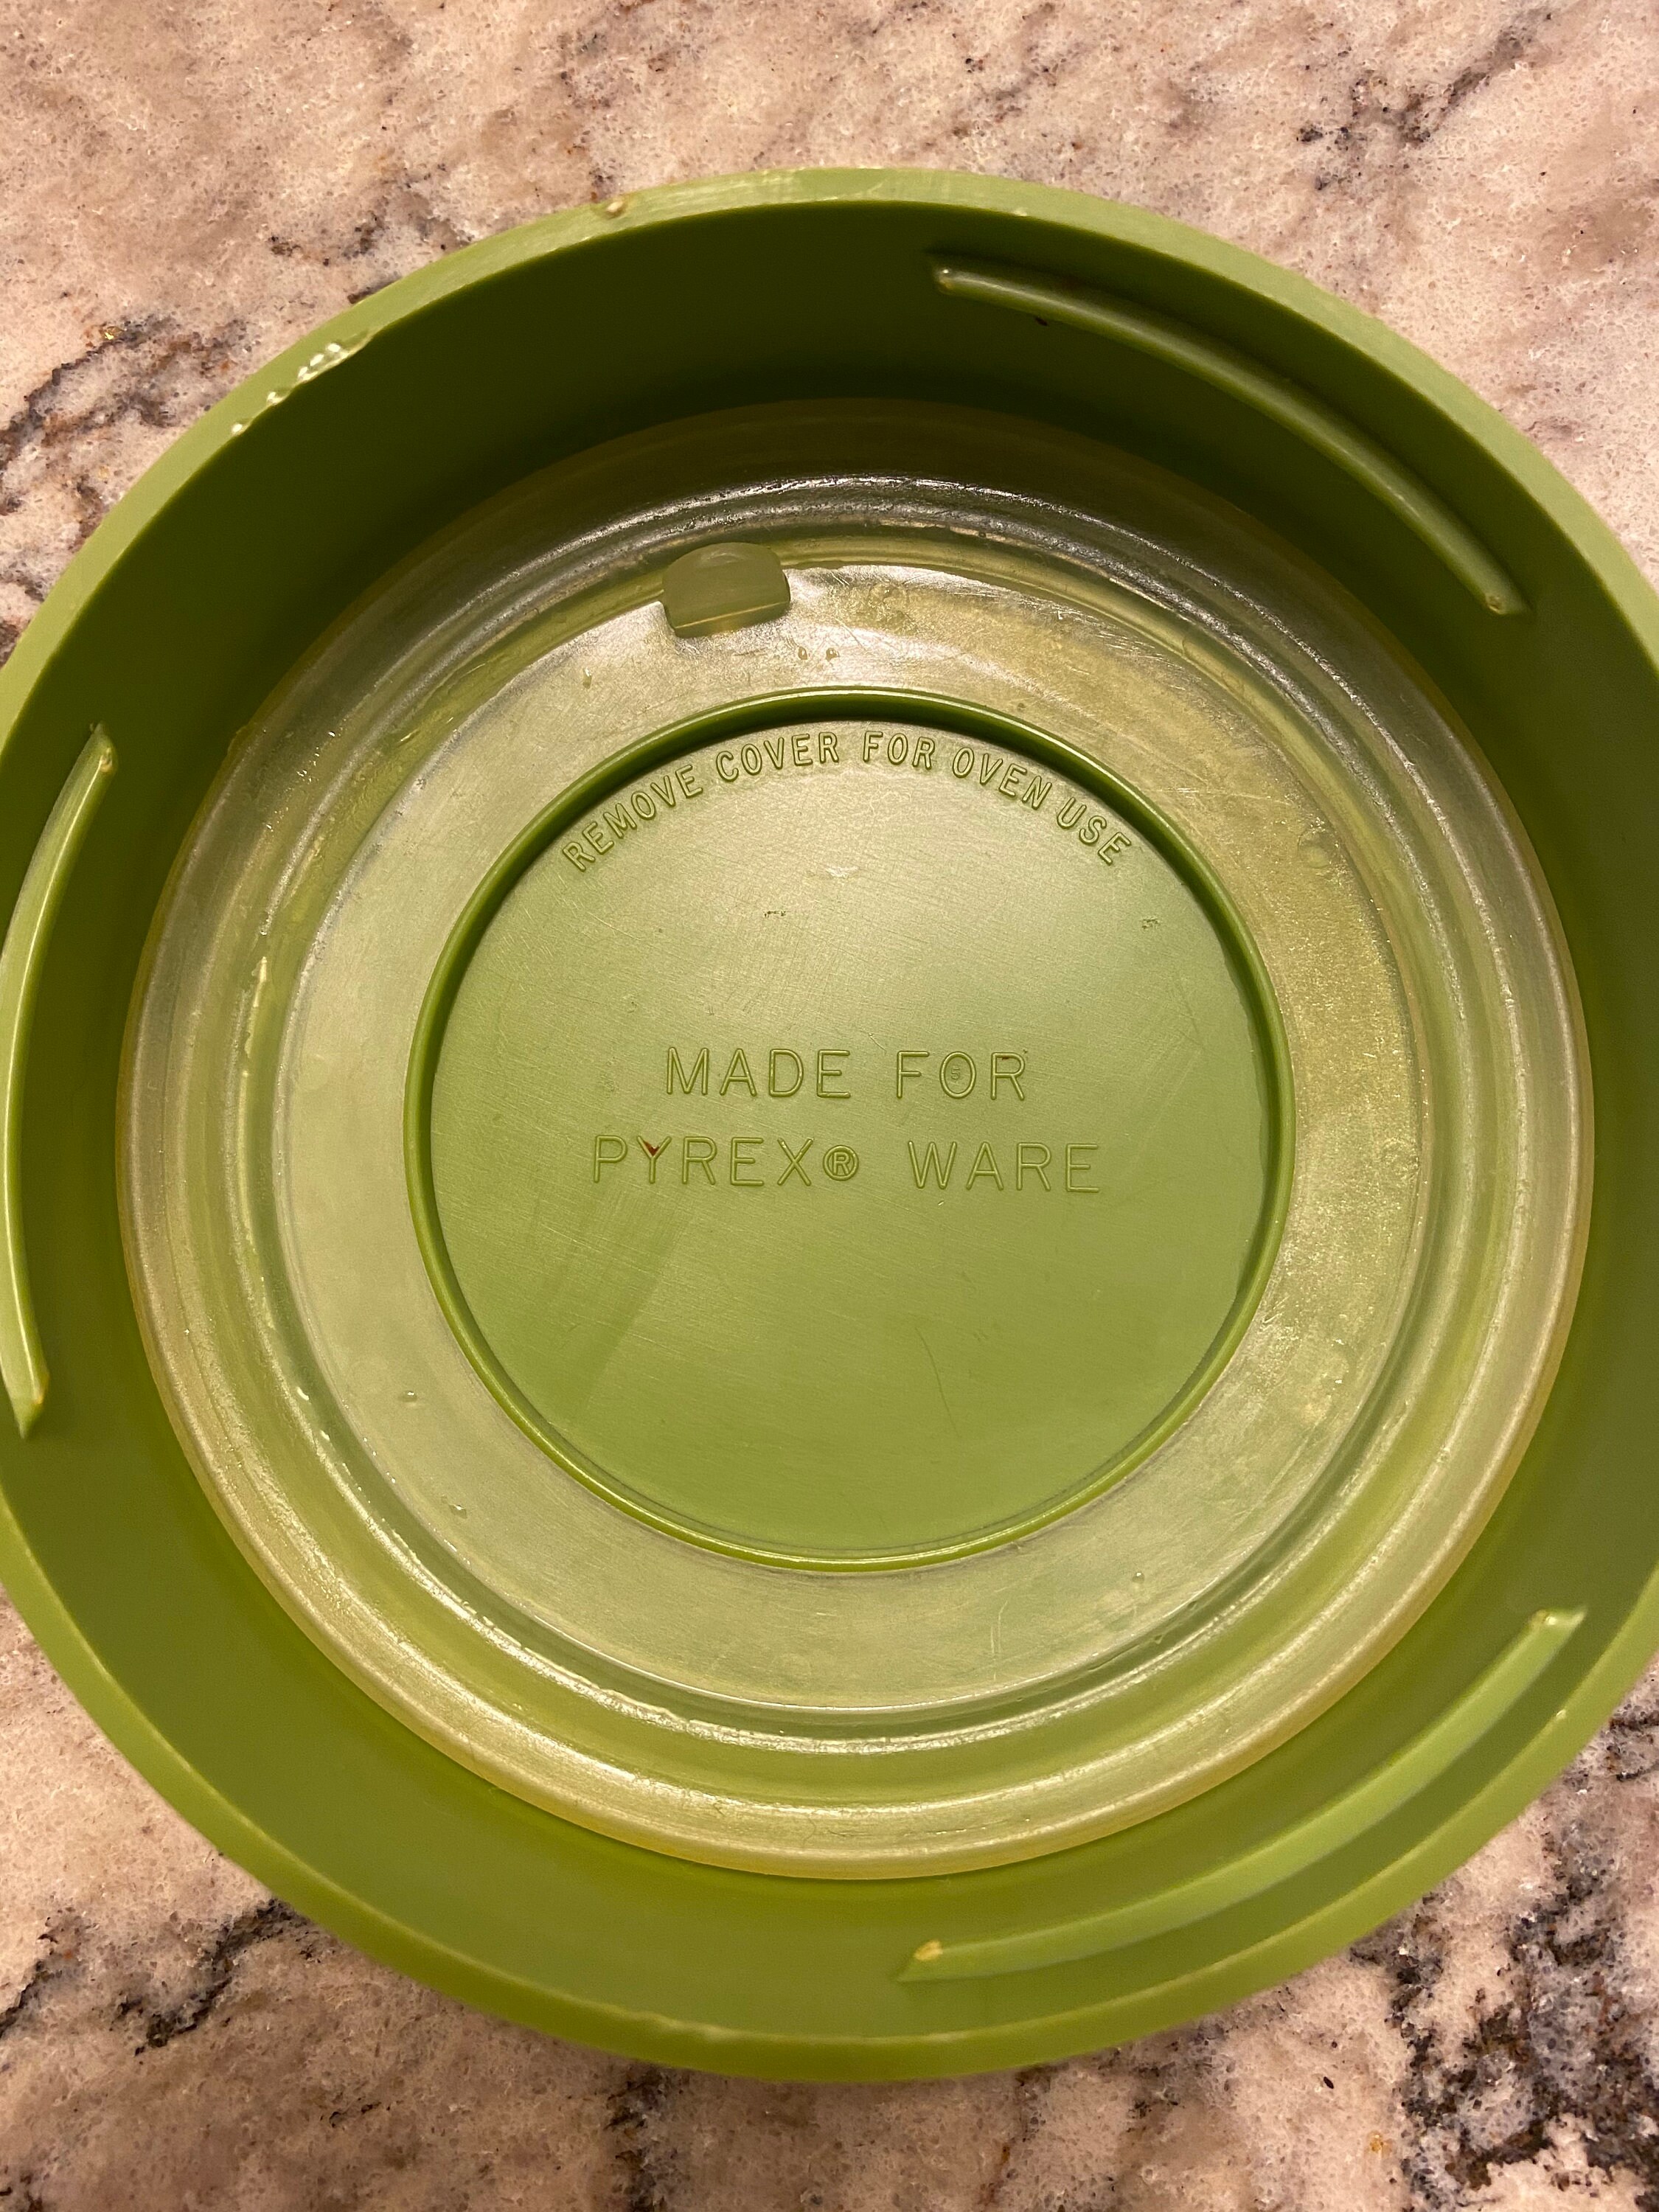 REMOVE COVER FOR OVEN USE
MADE FOR
PYREX® WARE